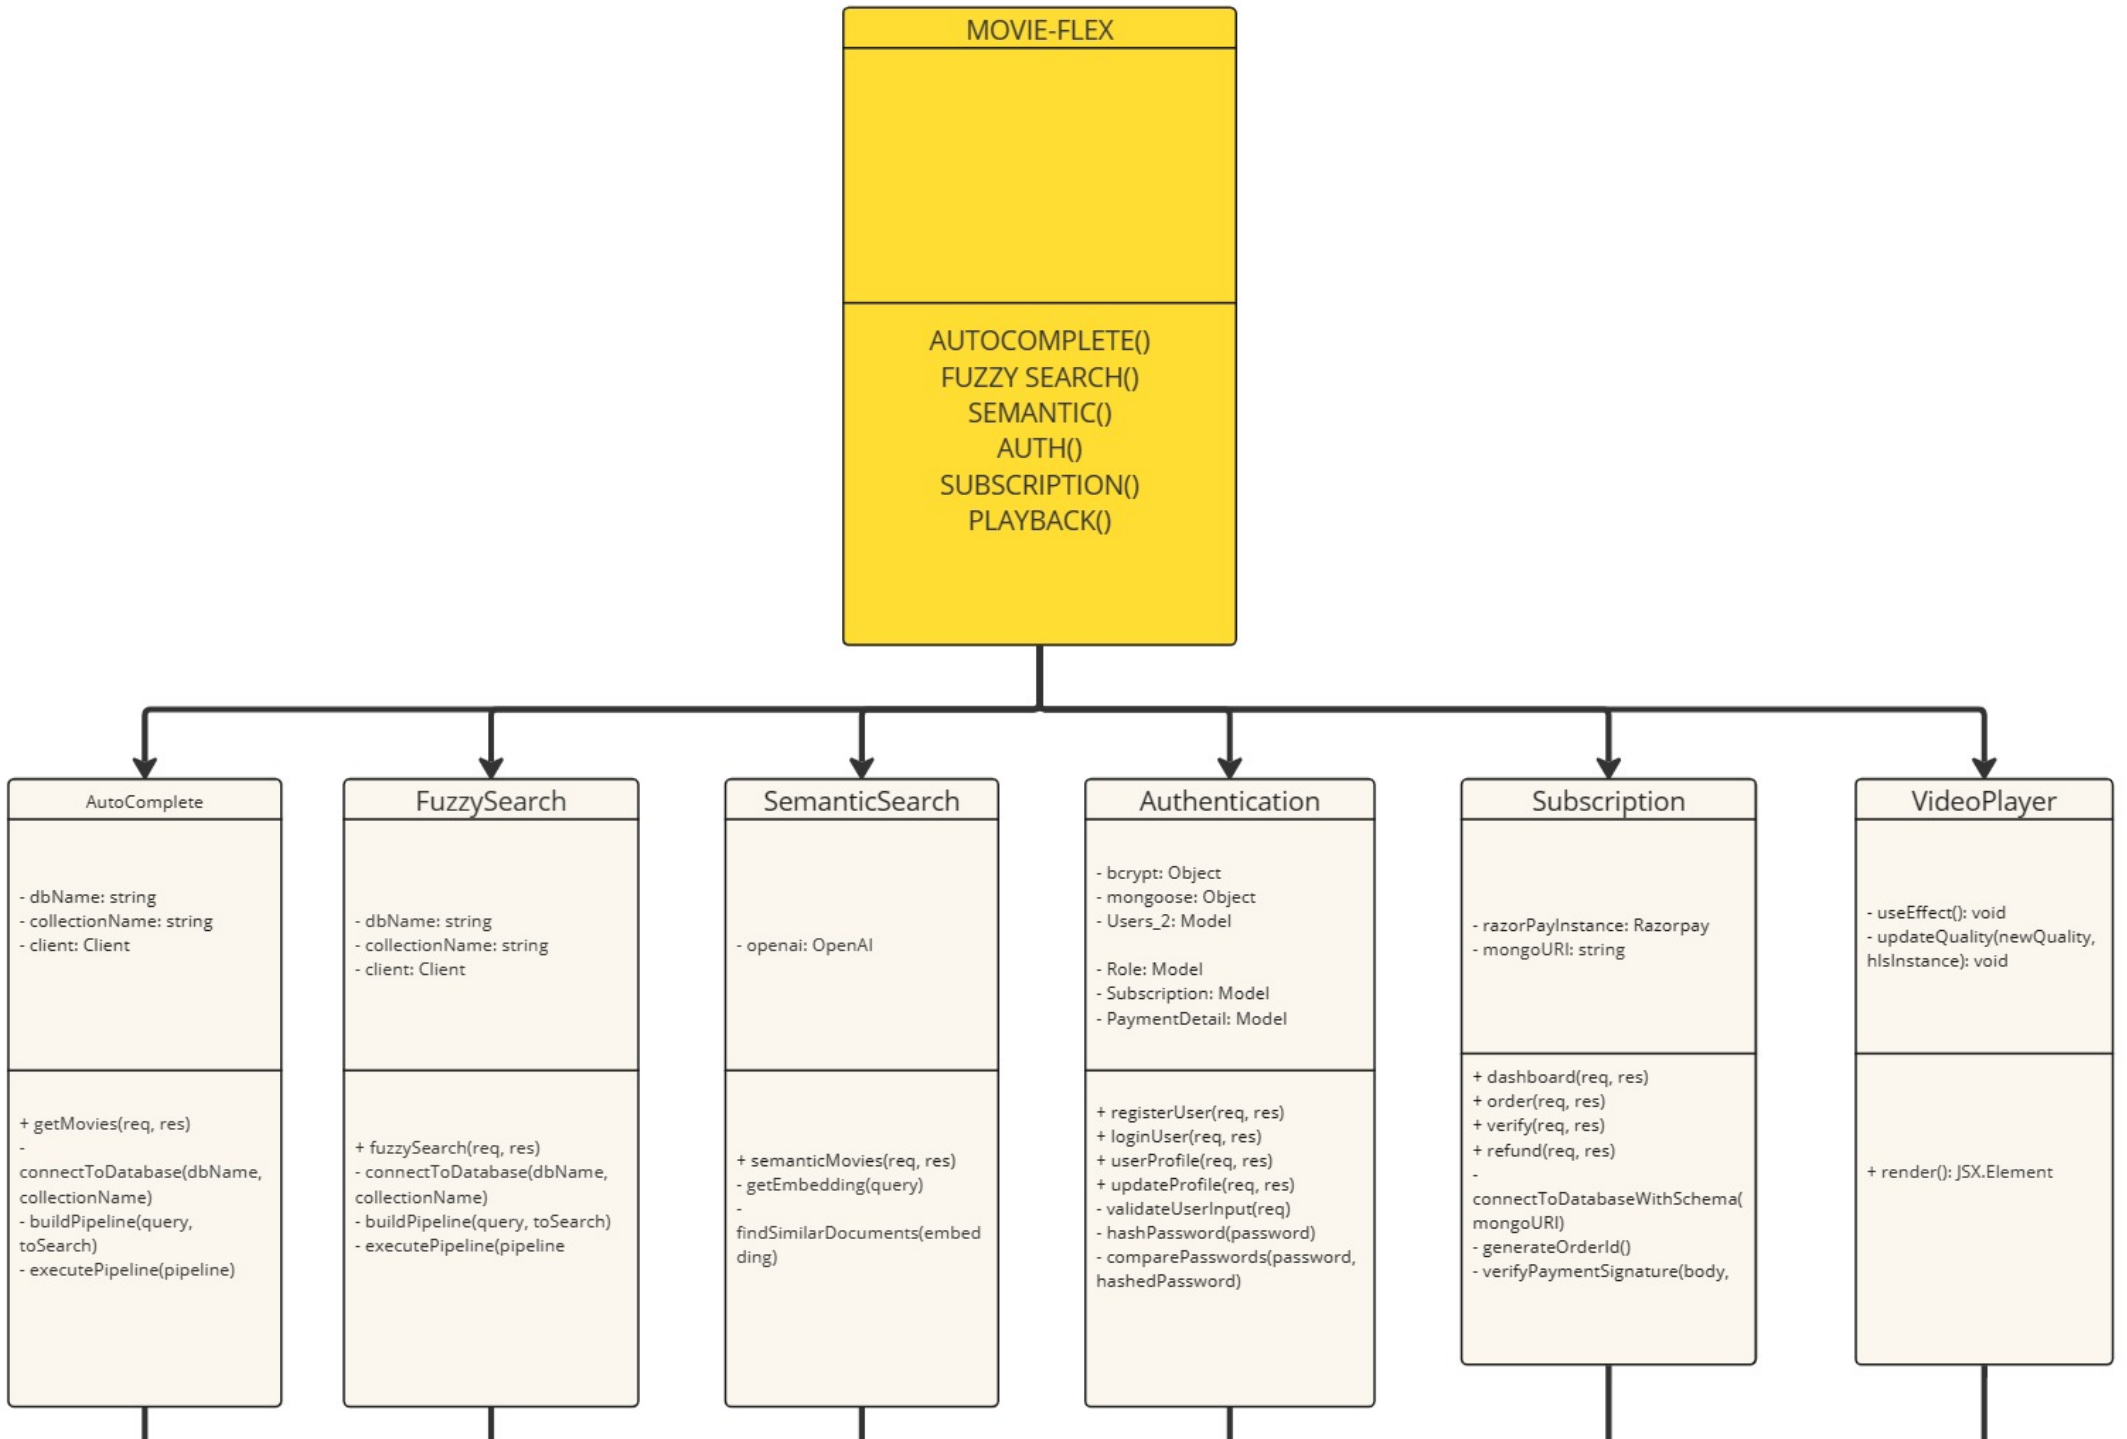 MOVIE-FLEX
AUTOCOMPLETE()
FUZZY SEARCH()
SEMANTIC()
AUTH()
SUBSCRIPTION()
PLAYBACK()
AutoComplete
- dbName: string
- collectionName: string
- client: Client
+ getMovies(req, res)
-
connectToDatabase(dbName,
collectionName)
- buildPipeline(query,
toSearch)
- executePipeline(pipeline)
FuzzySearch
- dbName: string
- collectionName: string
- client: Client
+ fuzzySearch(req, res)
- connectToDatabase(dbName,
collectionName)
- buildPipeline(query, toSearch)
- executePipeline(pipeline
SemanticSearch
- openai: OpenAI
+ semanticMovies(req, res)
- getEmbedding(query)
-
findSimilarDocuments(embed
ding)
Authentication
- bcrypt: Object
- mongoose: Object
- Users_2: Model
- Role: Model
- Subscription: Model
- PaymentDetail: Model
+ registerUser(req, res)
+ loginUser(req, res)
+ userProfile(req, res)
+ updateProfile(req, res)
- validateUserInput(req)
- hashPassword(password)
- comparePasswords(password,
hashedPassword)
Subscription
- razorPayInstance: Razorpay
- mongoURI: string
+ dashboard(req, res)
+ order(req, res)
+ verify(req, res)
+ refund(req, res)
-
connectToDatabaseWithSchema(
mongoURI)
- generateOrderId()
- verifyPaymentSignature(body,
VideoPlayer
- useEffect(): void
- updateQuality(newQuality,
hlsInstance): void
+ render(): JSX.Element